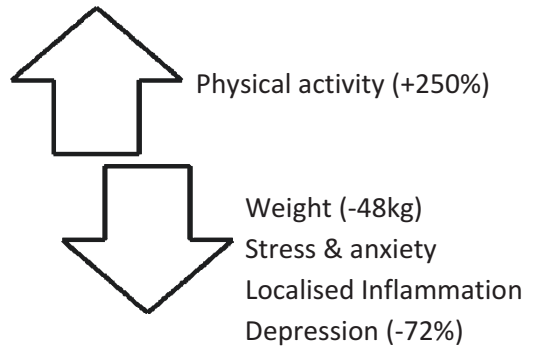 Physical activity (+250%)
Weight (-48kg)
Stress & anxiety
Localised Inflammation
Depression (-72%)